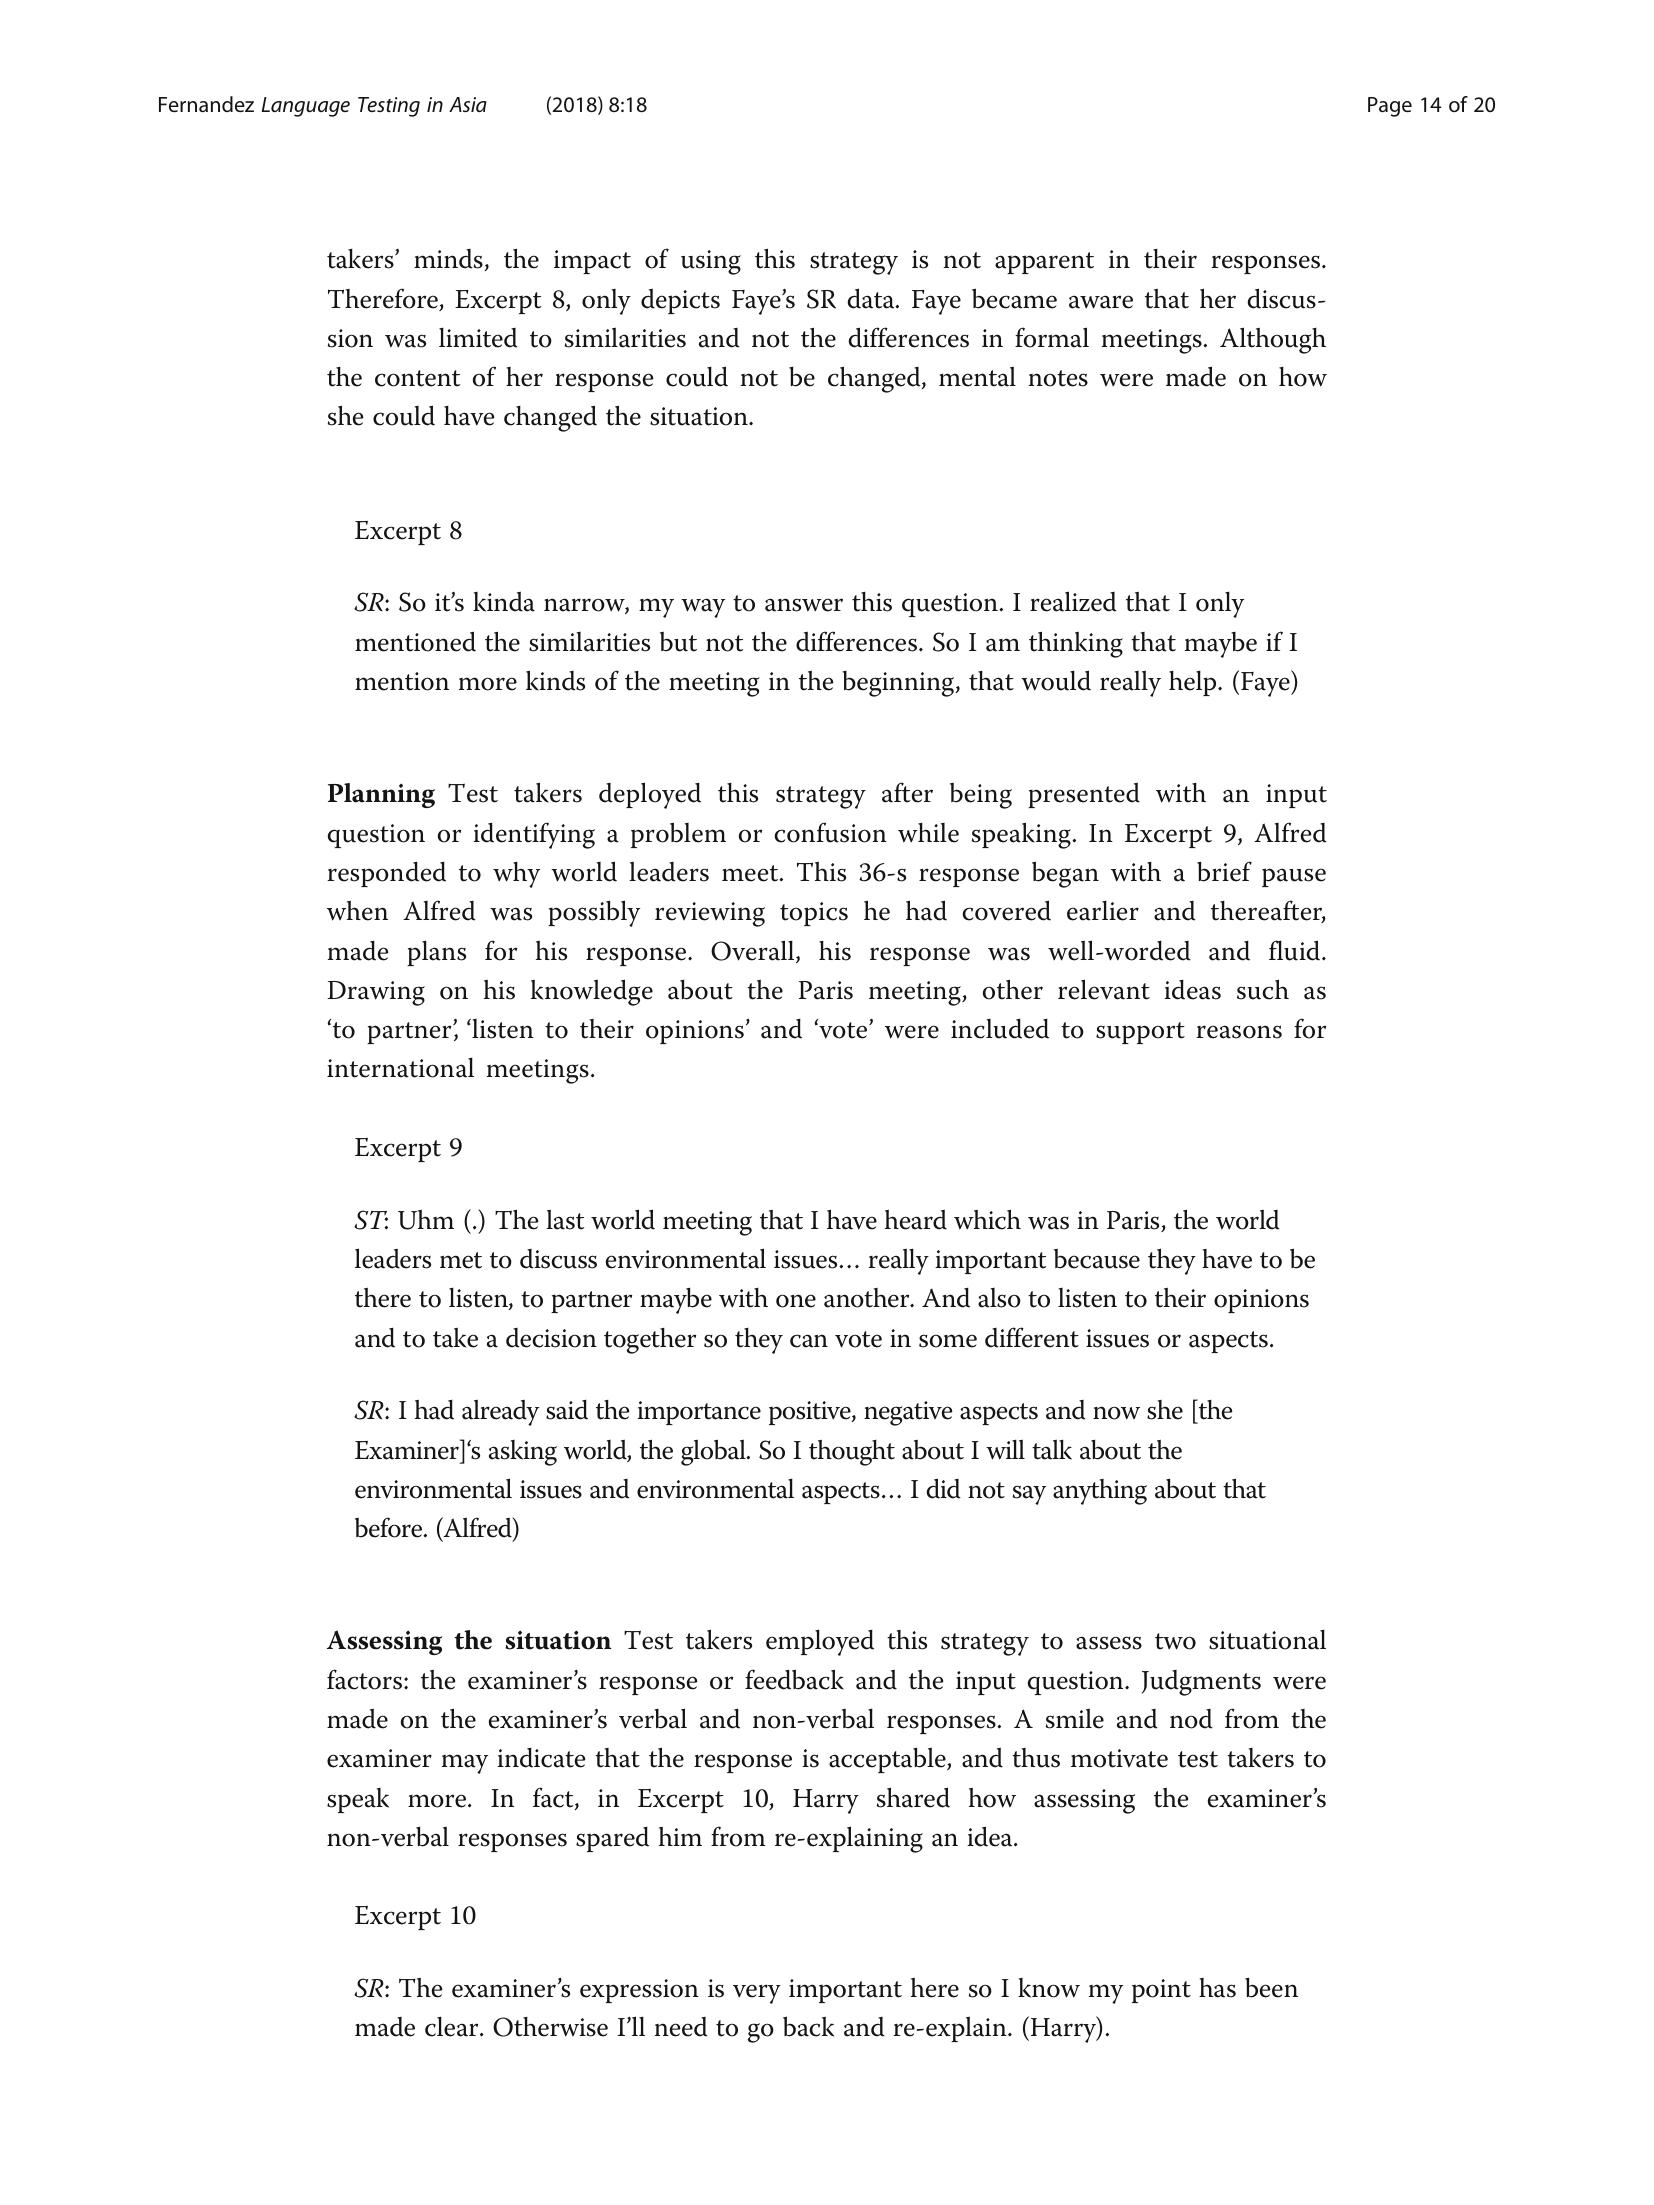 Fernandez Language Testing in Asia (2018) 8:18 Page 14 of 20
takers’ minds, the impact of using this strategy is not apparent in their responses.
Therefore, Excerpt 8, only depicts Faye’s SR data. Faye became aware that her discus-
sion was limited to similarities and not the differences in formal meetings. Although
the content of her response could not be changed, mental notes were made on how
she could have changed the situation.
Excerpt 8
SR: So it’s kinda narrow, my way to answer this question. I realized that I only
mentioned the similarities but not the differences. So I am thinking that maybe if I
mention more kinds of the meeting in the beginning, that would really help. (Faye)
Planning Test takers deployed this strategy after being presented with an input
question or identifying a problem or confusion while speaking. In Excerpt 9, Alfred
responded to why world leaders meet. This 36-s response began with a brief pause
when Alfred was possibly reviewing topics he had covered earlier and thereafter,
made plans for his response. Overall, his response was well-worded and fluid.
Drawing on his knowledge about the Paris meeting, other relevant ideas such as
‘to partner’, ‘listen to their opinions’ and ‘vote’ were included to support reasons for
international meetings.
Excerpt 9
ST: Uhm (.) The last world meeting that I have heard which was in Paris, the world
leaders met to discuss environmental issues… really important because they have to be
there to listen, to partner maybe with one another. And also to listen to their opinions
and to take a decision together so they can vote in some different issues or aspects.
SR: I had already said the importance positive, negative aspects and now she [the
Examiner]‘s asking world, the global. So I thought about I will talk about the
environmental issues and environmental aspects… I did not say anything about that
before. (Alfred)
Assessing the situation Test takers employed this strategy to assess two situational
factors: the examiner’s response or feedback and the input question. Judgments were
made on the examiner’s verbal and non-verbal responses. A smile and nod from the
examiner may indicate that the response is acceptable, and thus motivate test takers to
speak more. In fact, in Excerpt 10, Harry shared how assessing the examiner’s
non-verbal responses spared him from re-explaining an idea.
Excerpt 10
SR: The examiner’s expression is very important here so I know my point has been
made clear. Otherwise I’ll need to go back and re-explain. (Harry).